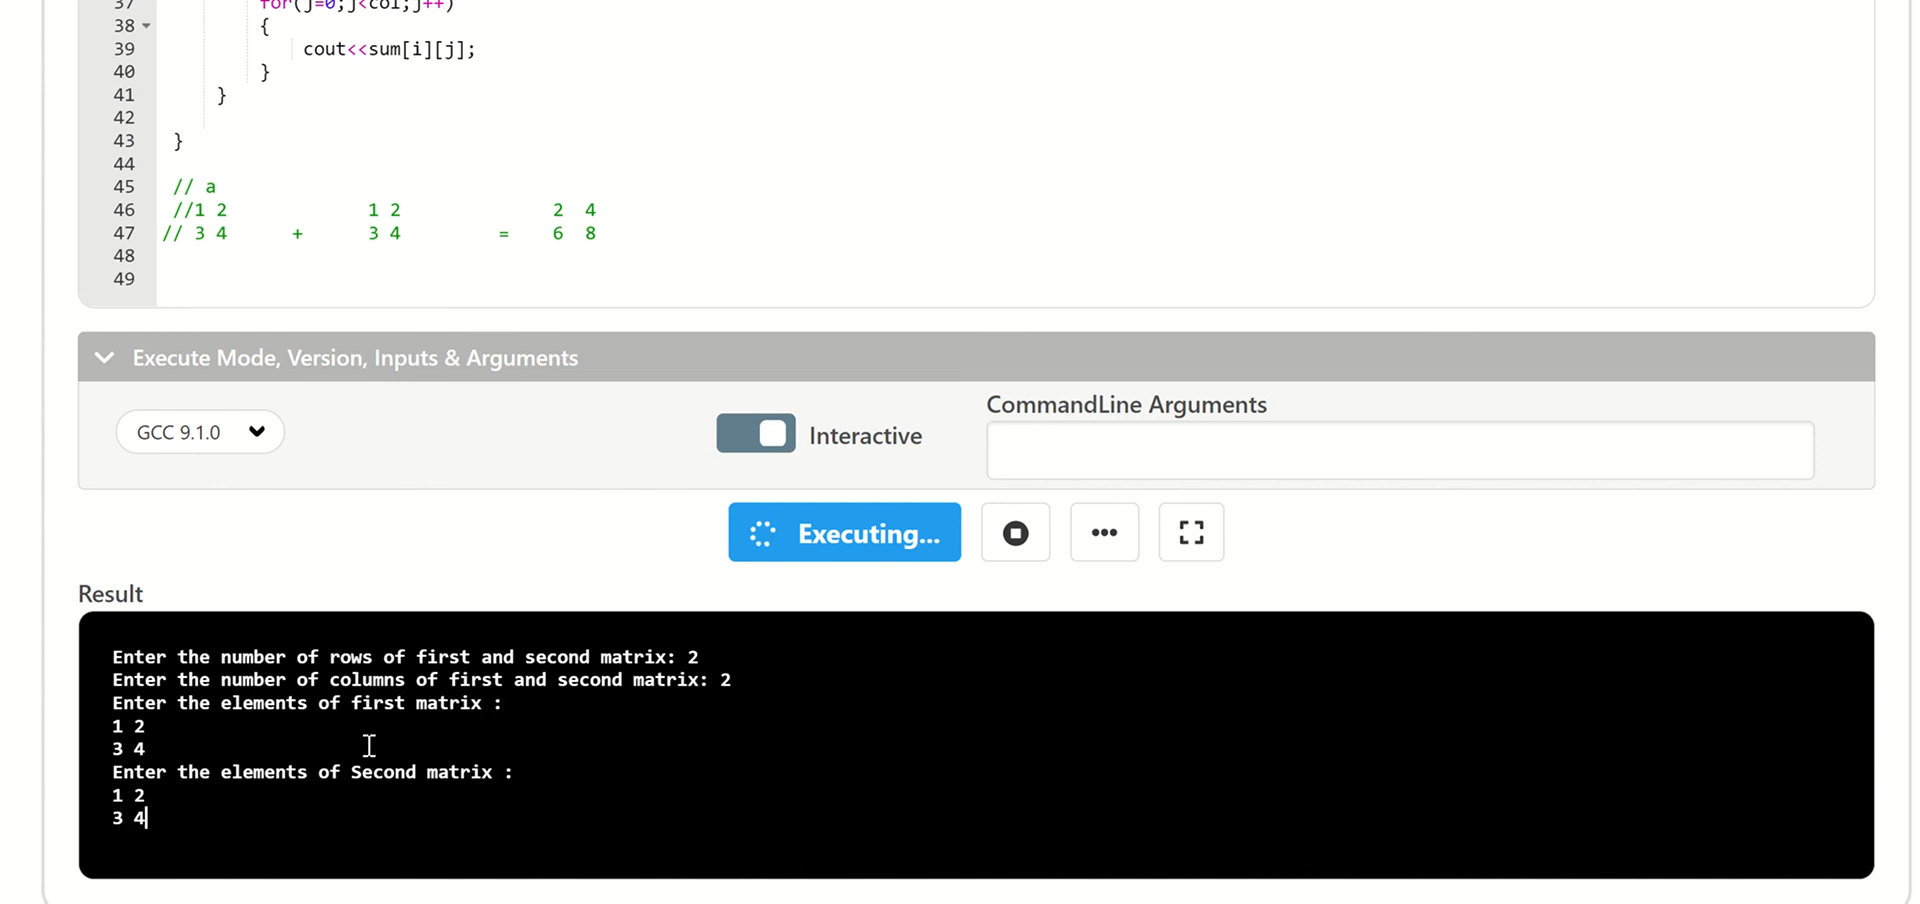 37 for(j=0;j<col;j++)
38 {
39 cout<<sum[i][j];
40 }
41 }
42
43 }
44
45 // a
46 //1 2 1 2 2 4
47 // 3 4 + 3 4 = 6 8
48
49
Execute Mode, Version, Inputs & Arguments
CommandLine Arguments
GCC 9.1.0 Interactive
Executing...
Result
Enter the number of rows of first and second matrix: 2
Enter the number of columns of first and second matrix: 2
Enter the elements of first matrix :
1 2
3 4
Enter the elements of Second matrix :
1 2
3 4